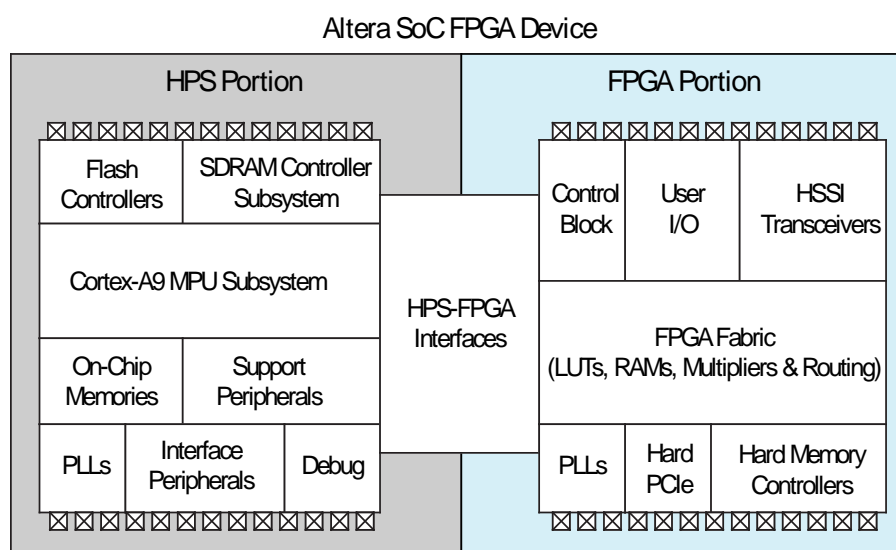 Altera SoC FPGA Device
HPS Portion
FPGA Portion
Flash
Controllers
SDRAM Controller
Subsystem
Cortex-A9 MPU Subsystem
On-Chip
Memories
Support
Peripherals
PLLs
Interface
Peripherals
Debug
HPS-FPGA
Interfaces
Control
Block
User
I/O
HSSI
Transceivers
FPGA Fabric
(LUTs, RAMs, Multipliers & Routing)
PLLs
Hard
PCIe
Hard Memory
Controllers